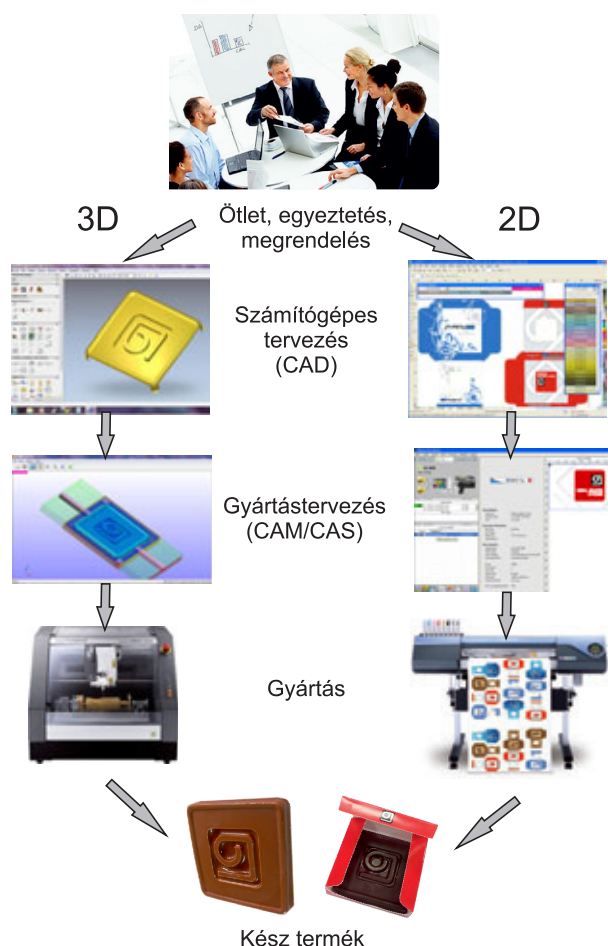 3D
Ötlet, egyeztetés,
megrendelés
2D
Számítógépes
tervezés
(CAD)
Gyártástervezés
(CAM/CAS)
Gyártás
Kész termék